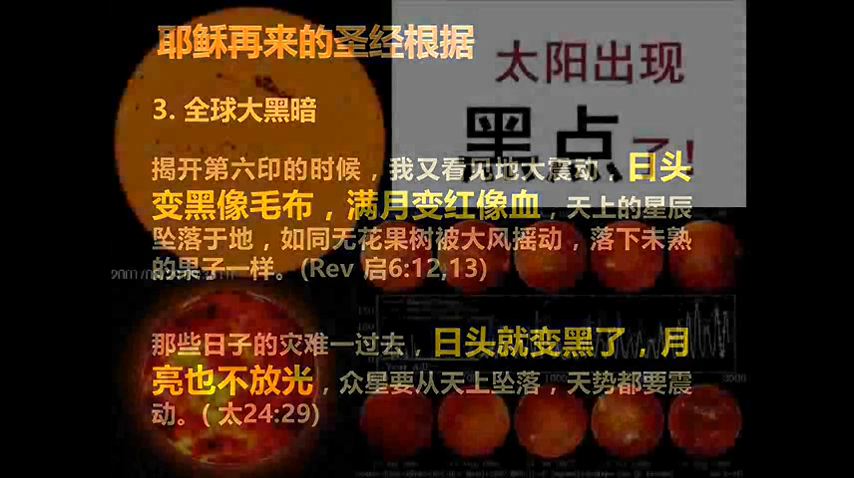 耶稣再来的圣经根据
太阳出现
黑点了!
3. 全球大黑暗
揭开第六印的时候，我又看见地大震动，日头
变黑像毛布，满月变红像血，天上的星辰
坠落于地，如同无花果树被大风摇动，落下未熟
的果子一样。(Rev 启6:12,13)
那些日子的灾难一过去，日头就变黑了，月
亮也不放光，众星要从天上坠落，天势都要震
动。( 太24:29)